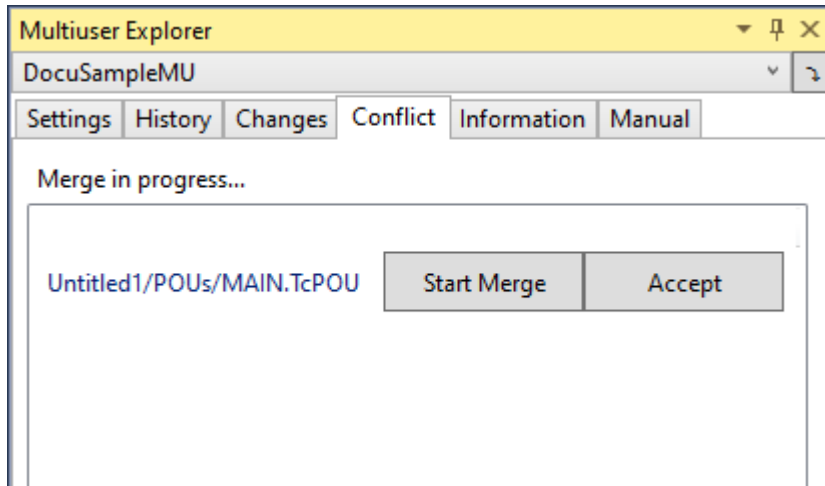 Multiuser Explorer
DocuSampleMU
Settings History Changes Conflict Information Manual
Merge in progress...
Untitled1/POUs/MAIN.TcPOU Start Merge Accept